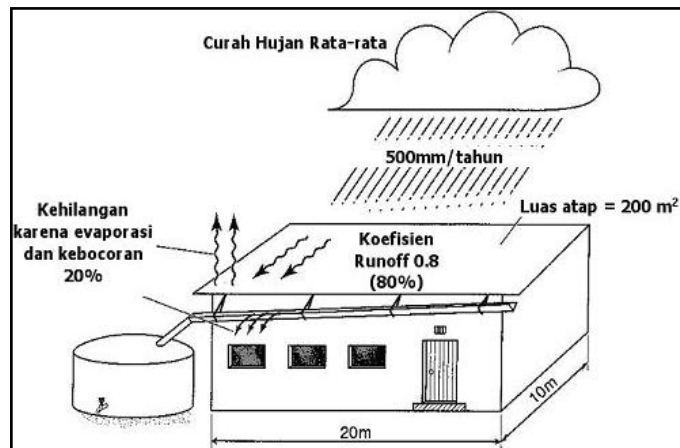 Curah Hujan Rata-rata
500mm/tahun
Luas atap = 200 m²
Kehilangan
karena evaporasi
dan kebocoran
20%
Koefisien
Runoff 0.8
(80%)
10m
20m